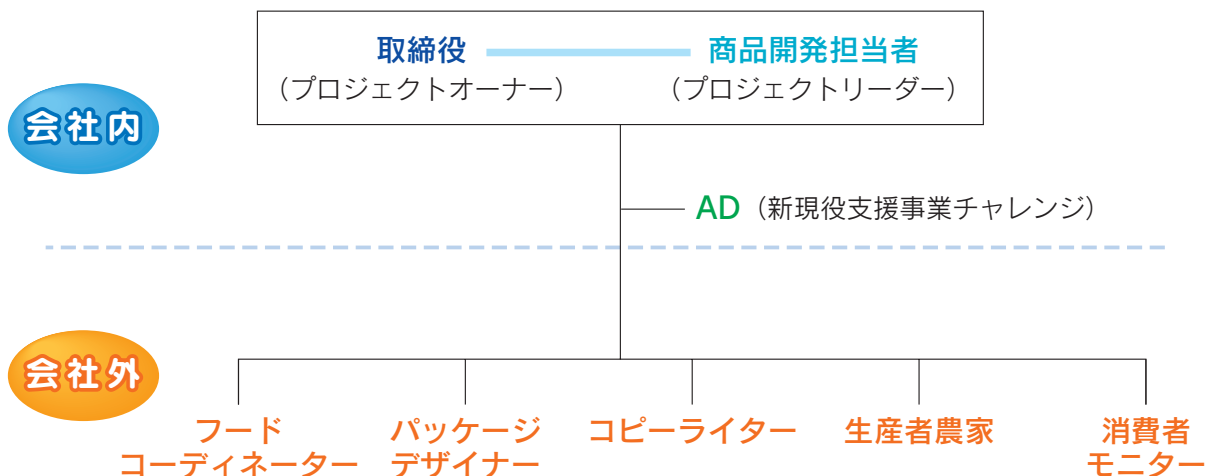 取締役 商品開発担当者
（プロジェクトオーナー） （プロジェクトリーダー）
会社内
AD（新現役支援事業チャレンジ）
会社外
フード
コーディネーター
パッケージ
デザイナー
コピーライター
生産者農家
消費者
モニター